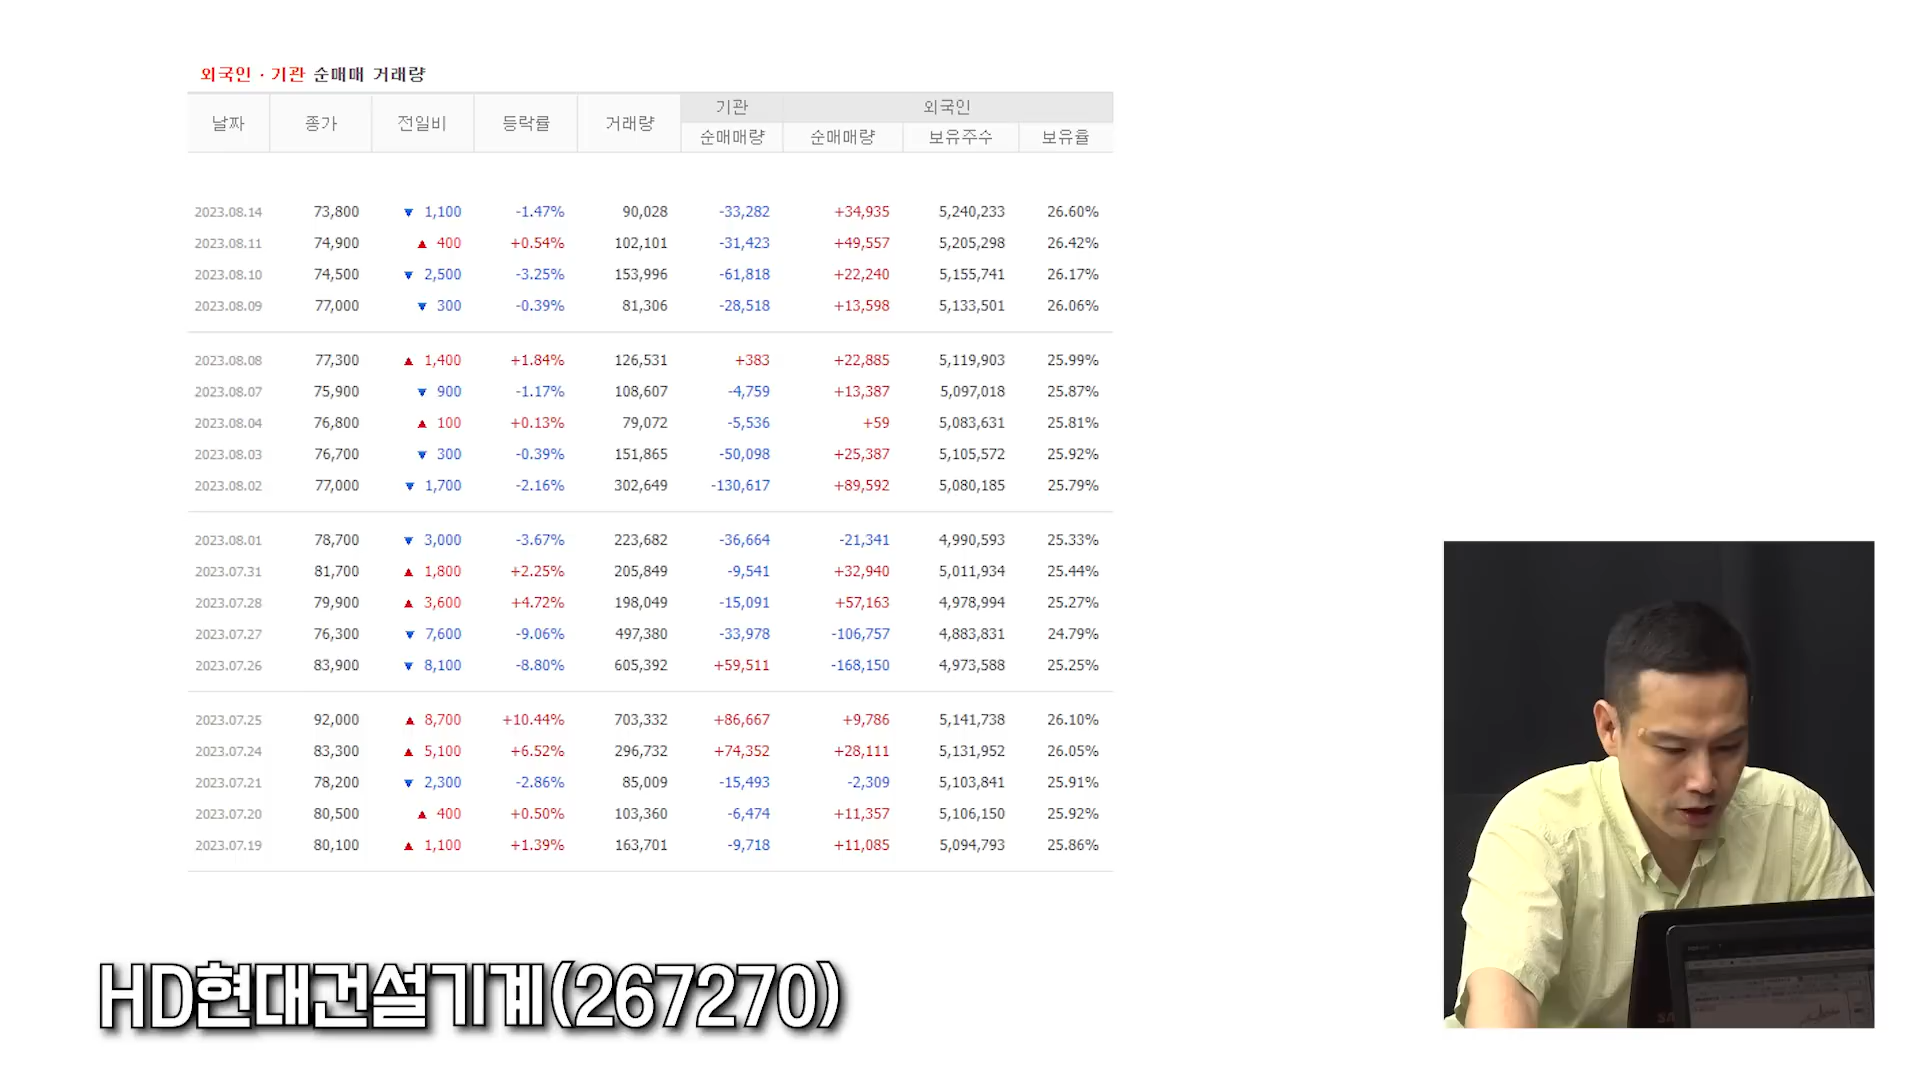 외국인 · 기관 순매매 거래량
날짜 종가 전일비 등락률 거래량 기관 외국인
순매매량 순매매량 보유주수 보유율
2023.08.14 73,800 ▼ 1,100 -1.47% 90,028 -33,282 +34,935 5,240,233 26.60%
2023.08.11 74,900 ▲ 400 +0.54% 102,101 -31,423 +49,557 5,205,298 26.42%
2023.08.10 74,500 ▼ 2,500 -3.25% 153,996 -61,818 +22,240 5,155,741 26.17%
2023.08.09 77,000 ▼ 300 -0.39% 81,306 -28,518 +13,598 5,133,501 26.06%
2023.08.08 77,300 ▲ 1,400 +1.84% 126,531 +383 +22,885 5,119,903 25.99%
2023.08.07 75,900 ▼ 900 -1.17% 108,607 -4,759 +13,387 5,097,018 25.87%
2023.08.04 76,800 ▲ 100 +0.13% 79,072 -5,536 +59 5,083,631 25.81%
2023.08.03 76,700 ▼ 300 -0.39% 151,865 -50,098 +25,387 5,105,572 25.92%
2023.08.02 77,000 ▼ 1,700 -2.16% 302,649 -130,617 +89,592 5,080,185 25.79%
2023.08.01 78,700 ▼ 3,000 -3.67% 223,682 -36,664 -21,341 4,990,593 25.33%
2023.07.31 81,700 ▲ 1,800 +2.25% 205,849 -9,541 +32,940 5,011,934 25.44%
2023.07.28 79,900 ▲ 3,600 +4.72% 198,049 -15,091 +57,163 4,978,994 25.27%
2023.07.27 76,300 ▼ 7,600 -9.06% 497,380 -33,978 -106,757 4,883,831 24.79%
2023.07.26 83,900 ▼ 8,100 -8.80% 605,392 +59,511 -168,150 4,973,588 25.25%
2023.07.25 92,000 ▲ 8,700 +10.44% 703,332 +86,667 +9,786 5,141,738 26.10%
2023.07.24 83,300 ▲ 5,100 +6.52% 296,732 +74,352 +28,111 5,131,952 26.05%
2023.07.21 78,200 ▼ 2,300 -2.86% 85,009 -15,493 -2,309 5,103,841 25.91%
2023.07.20 80,500 ▲ 400 +0.50% 103,360 -6,474 +11,357 5,106,150 25.92%
2023.07.19 80,100 ▲ 1,100 +1.39% 163,701 -9,718 +11,085 5,094,793 25.86%
HD현대건설기계(267270)